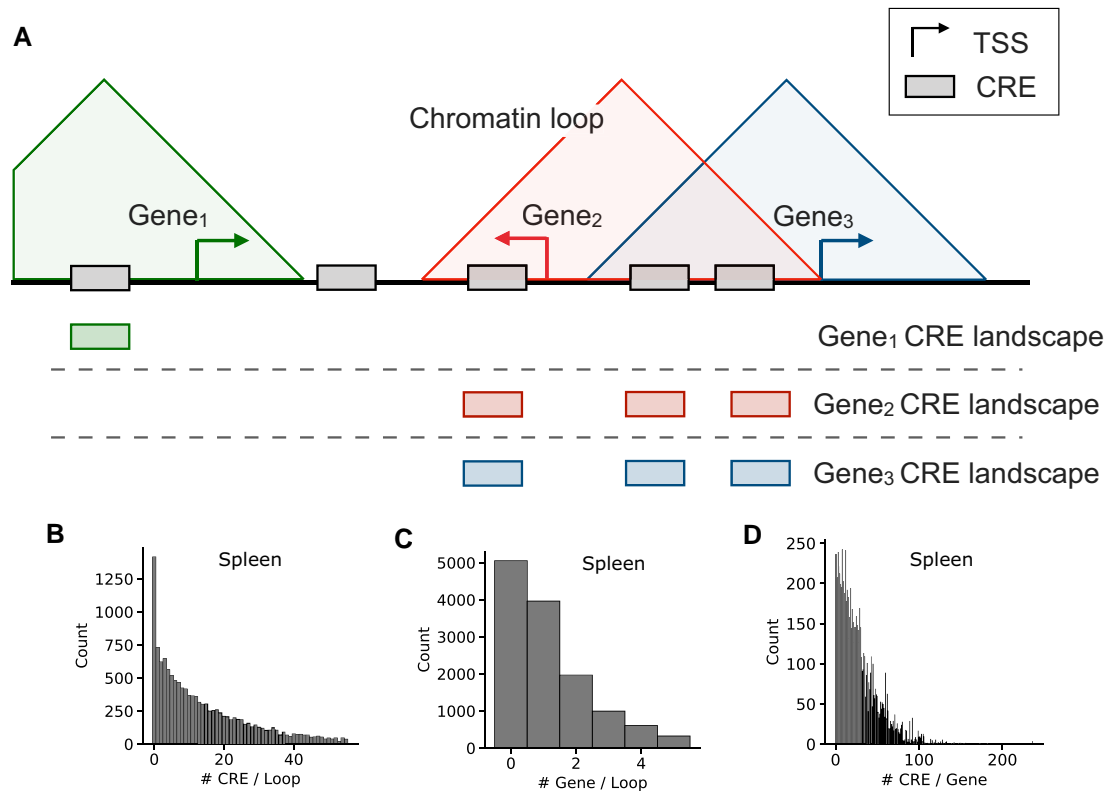 A
TSS
CRE
Chromatin loop
Gene₁
Gene₂
Gene₃
Gene₁ CRE landscape
Gene₂ CRE landscape
Gene₃ CRE landscape
B
Spleen
Count
1250
1000
750
500
250
0
0 20 40
# CRE / Loop
C
Spleen
Count
5000
4000
3000
2000
1000
0
0 2 4
# Gene / Loop
D
Spleen
Count
250
200
150
100
50
0
0 100 200
# CRE / Gene